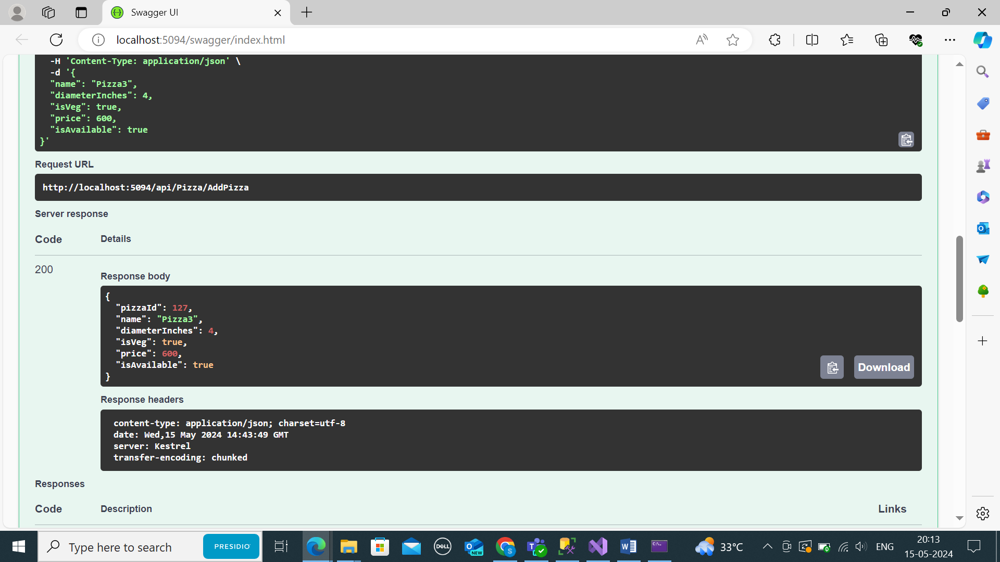 Swagger UI
localhost:5094/swagger/index.html
-H 'Content-Type: application/json' \
-d '{
"name": "Pizza3",
"diameterInches": 4,
"isVeg": true,
"price": 600,
"isAvailable": true
}'
Request URL
http://localhost:5094/api/Pizza/AddPizza
Server response
Code Details
200
Response body
{
"pizzaId": 127,
"name": "Pizza3",
"diameterInches": 4,
"isVeg": true,
"price": 600,
"isAvailable": true
}
Download
Response headers
content-type: application/json; charset=utf-8
date: Wed,15 May 2024 14:43:49 GMT
server: Kestrel
transfer-encoding: chunked
Responses
Code Description Links
Type here to search
PRESIDIO
DELL
NEW
S
33°C
ENG
20:13
15-05-2024